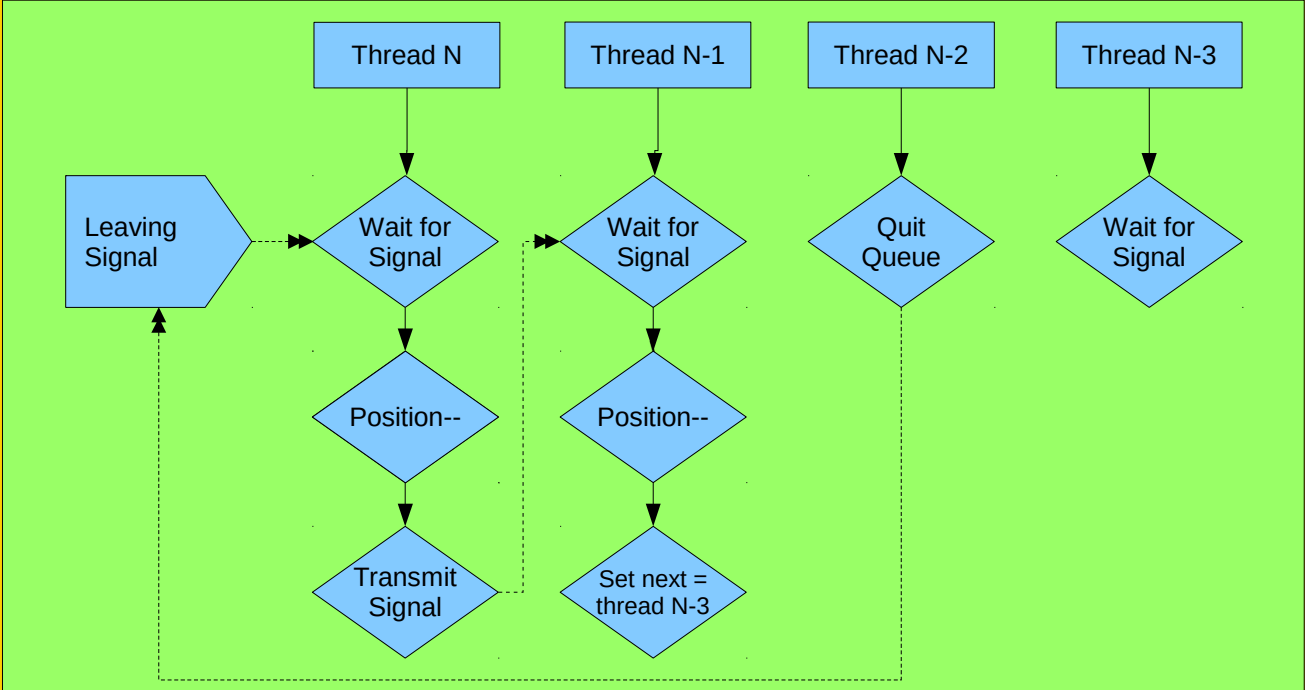 Thread N
Thread N-1
Thread N-2
Thread N-3
Leaving
Signal
Wait for
Signal
Wait for
Signal
Quit
Queue
Wait for
Signal
Position--
Position--
Transmit
Signal
Set next =
thread N-3